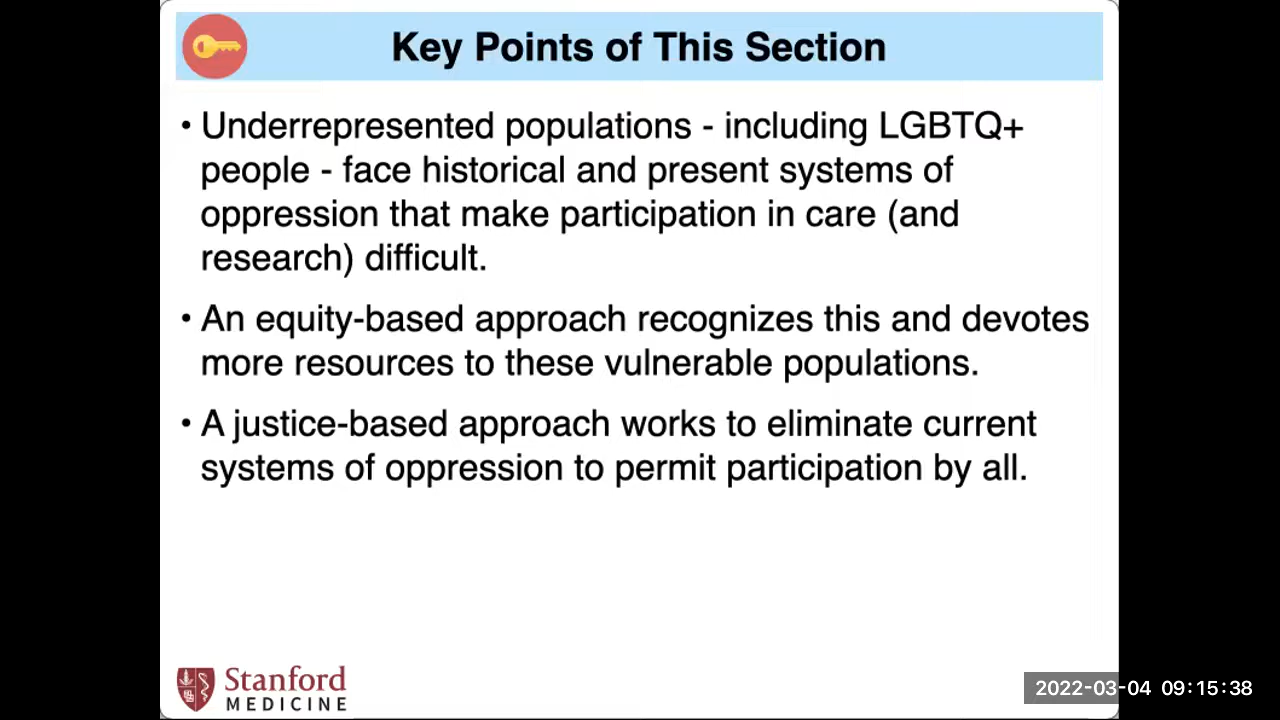 Key Points of This Section
• Underrepresented populations - including LGBTQ+
people - face historical and present systems of
oppression that make participation in care (and
research) difficult.
• An equity-based approach recognizes this and devotes
more resources to these vulnerable populations.
• A justice-based approach works to eliminate current
systems of oppression to permit participation by all.
Stanford
MEDICINE
2022-03-04 09:15:38